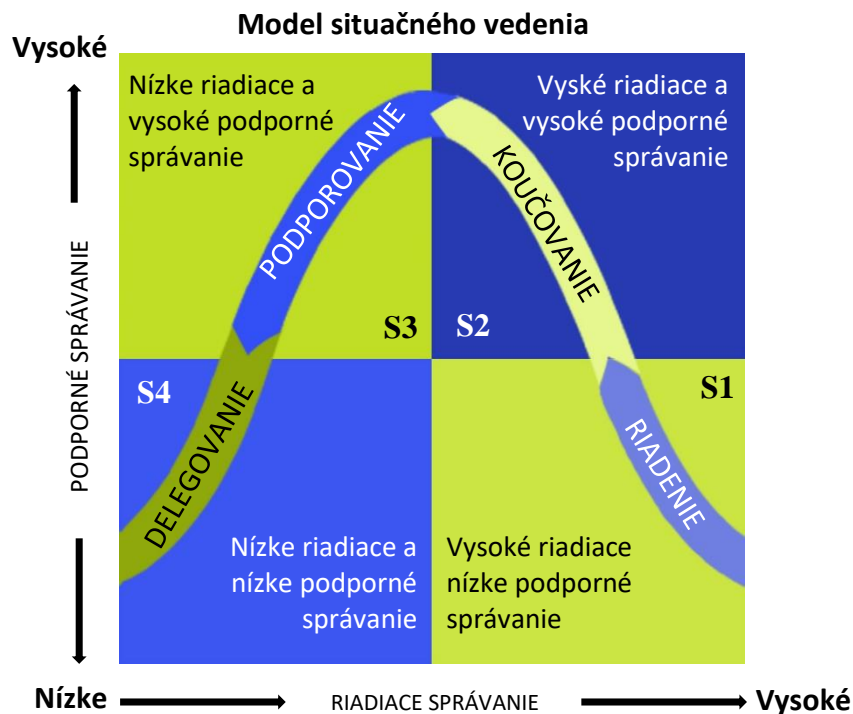 Model situačného vedenia
Vysoké
Nízke riadiace a
vysoké podporné
správanie
Vyské riadiace a
vysoké podporné
správanie
PODPOROVANIE
KOUČOVANIE
S3
S2
PODPORNÉ SPRÁVANIE
S4
S1
DELEGOVANIE
RIADENIE
Nízke riadiace a
nízke podporné
správanie
Vysoké riadiace
nízke podporné
správanie
Nízke
RIADIACE SPRÁVANIE
Vysoké